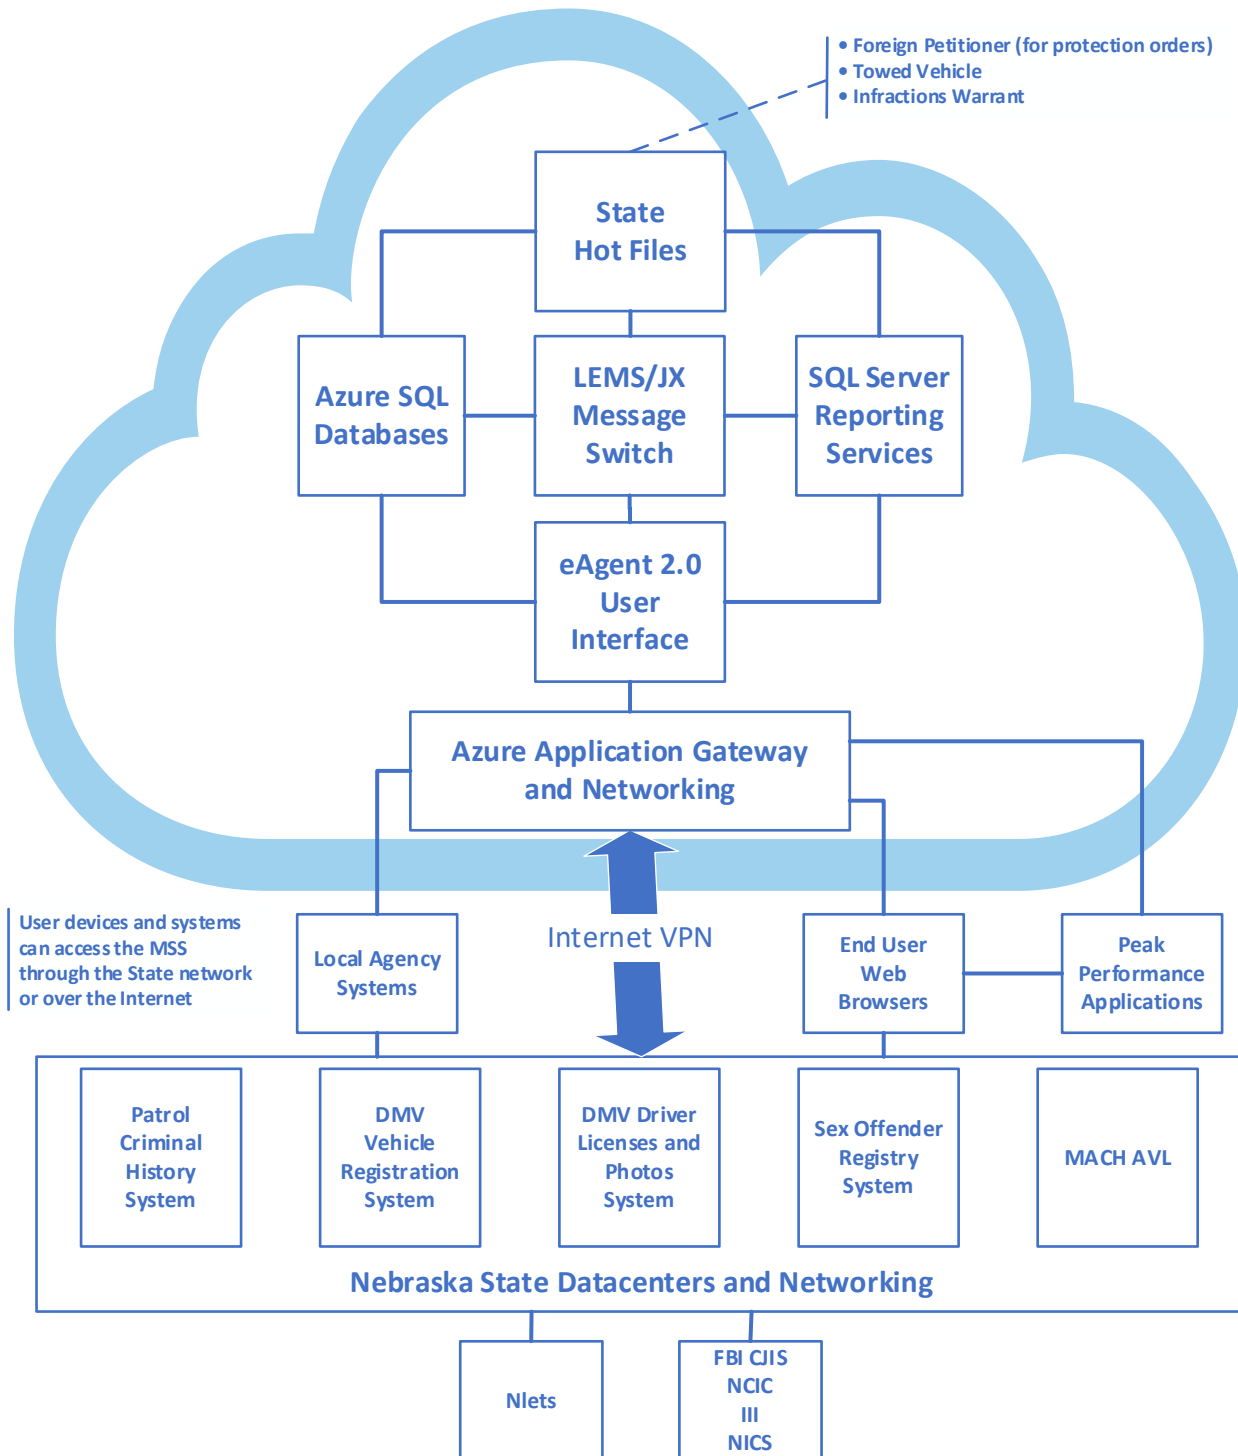 • Foreign Petitioner (for protection orders)
• Towed Vehicle
• Infractions Warrant
State
Hot Files
Azure SQL
Databases
LEMS/JX
Message
Switch
SQL Server
Reporting
Services
eAgent 2.0
User
Interface
Azure Application Gateway
and Networking
User devices and systems
can access the MSS
through the State network
or over the Internet
Local Agency
Systems
Internet VPN
End User
Web
Browsers
Peak
Performance
Applications
Patrol
Criminal
History
System
DMV
Vehicle
Registration
System
DMV Driver
Licenses and
Photos
System
Sex Offender
Registry
System
MACH AVL
Nebraska State Datacenters and Networking
Nlets
FBI CJIS
NCIC
III
NICS